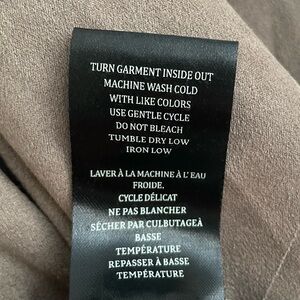 TURN GARMENT INSIDE OUT
MACHINE WASH COLD
WITH LIKE COLORS
USE GENTLE CYCLE
DO NOT BLEACH
TUMBLE DRY LOW
IRON LOW
LAVER À LA MACHINE À L'EAU
FROIDE.
CYCLE DÉLICAT
NE PAS BLANCHER
SÉCHER PAR CULBUTAGEÀ
BASSE
TEMPÉRATURE
REPASSER À BASSE
TEMPÉRATURE